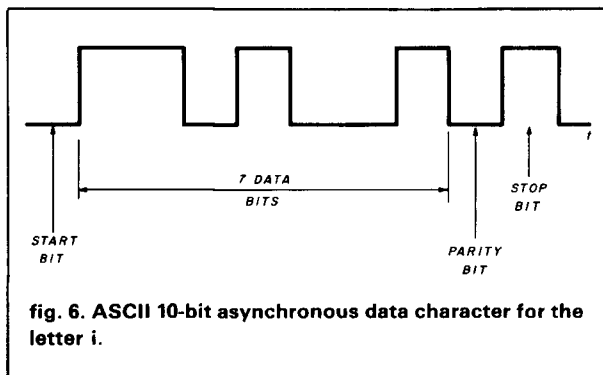 t
7 DATA
BITS
START
BIT
PARITY
BIT
STOP
BIT
fig. 6. ASCII 10-bit asynchronous data character for the
letter i.